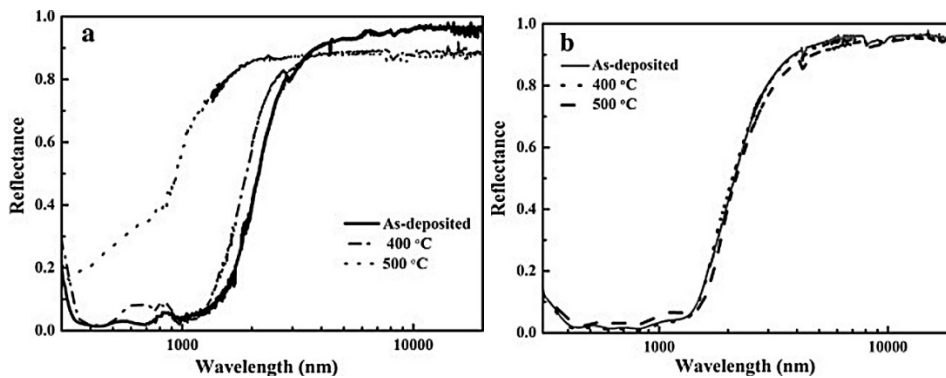 a
1.0
0.8
0.6
0.4
0.2
0.0
Reflectance
As-deposited
400 °C
500 °C
1000
10000
Wavelength (nm)
b
1.0
0.8
0.6
0.4
0.2
0.0
Reflectance
As-deposited
400 °C
500 °C
1000
10000
Wavelength (nm)